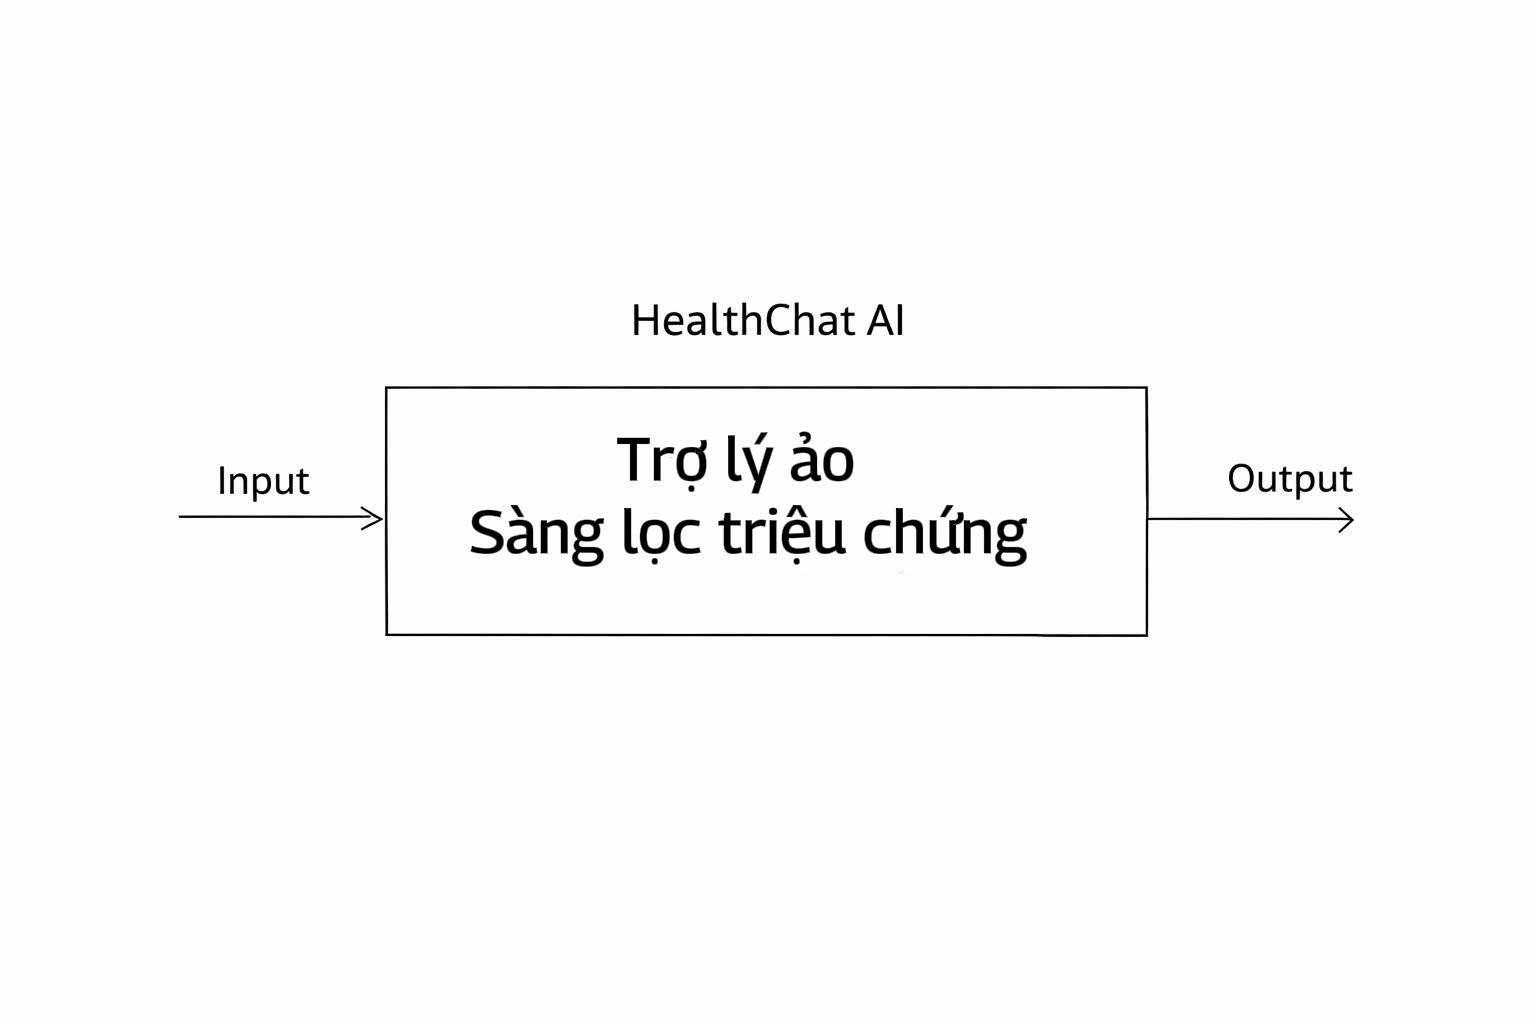 HealthChat AI
Input
Trợ lý ảo
Sàng lọc triệu chứng
Output